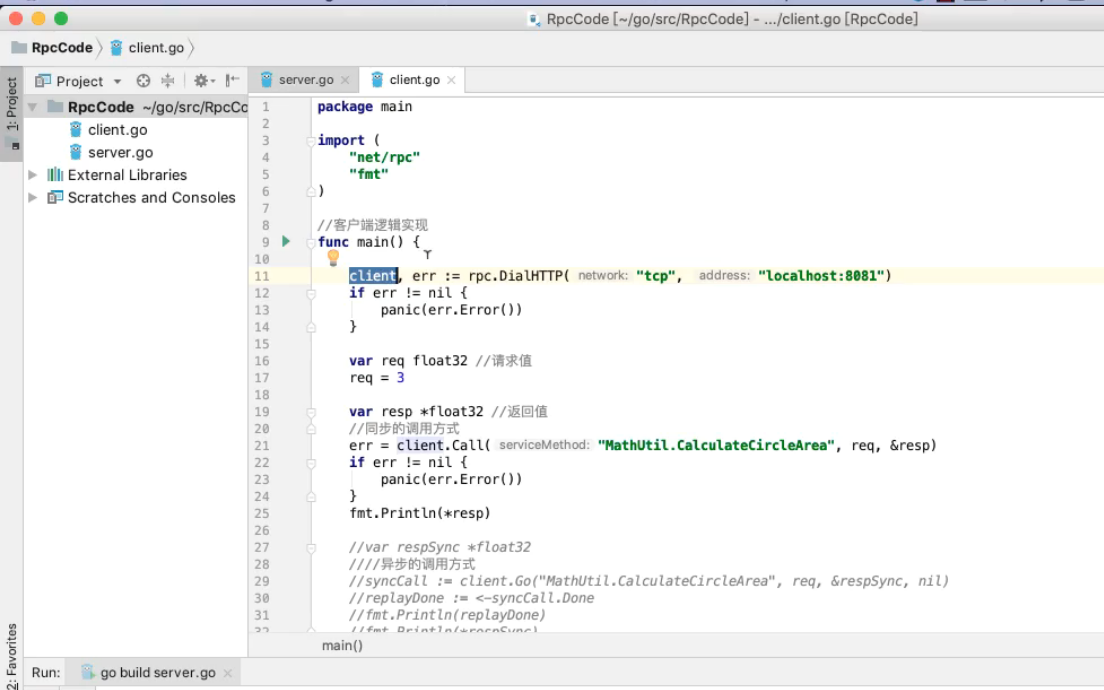 RpcCode [~/go/src/RpcCode] - .../client.go [RpcCode]
RpcCode client.go
1: Project
Project
server.go client.go
RpcCode ~/go/src/RpcCo
client.go
server.go
External Libraries
Scratches and Consoles
1 package main
2
3 import (
4 "net/rpc"
5 "fmt"
6 )
7
8 //客户端逻辑实现
9 func main() {
10
11 client, err := rpc.DialHTTP( network: "tcp", address: "localhost:8081")
12 if err != nil {
13 panic(err.Error())
14 }
15
16 var req float32 //请求值
17 req = 3
18
19 var resp *float32 //返回值
20 //同步的调用方式
21 err = client.Call( serviceMethod: "MathUtil.CalculateCircleArea", req, &resp)
22 if err != nil {
23 panic(err.Error())
24 }
25 fmt.Println(*resp)
26
27 //var respSync *float32
28 ////异步的调用方式
29 //syncCall := client.Go("MathUtil.CalculateCircleArea", req, &respSync, nil)
30 //replayDone := <-syncCall.Done
31 //fmt.Println(replayDone)
32 //fmt.Println(*respSync)
main()
2: Favorites
Run: go build server.go